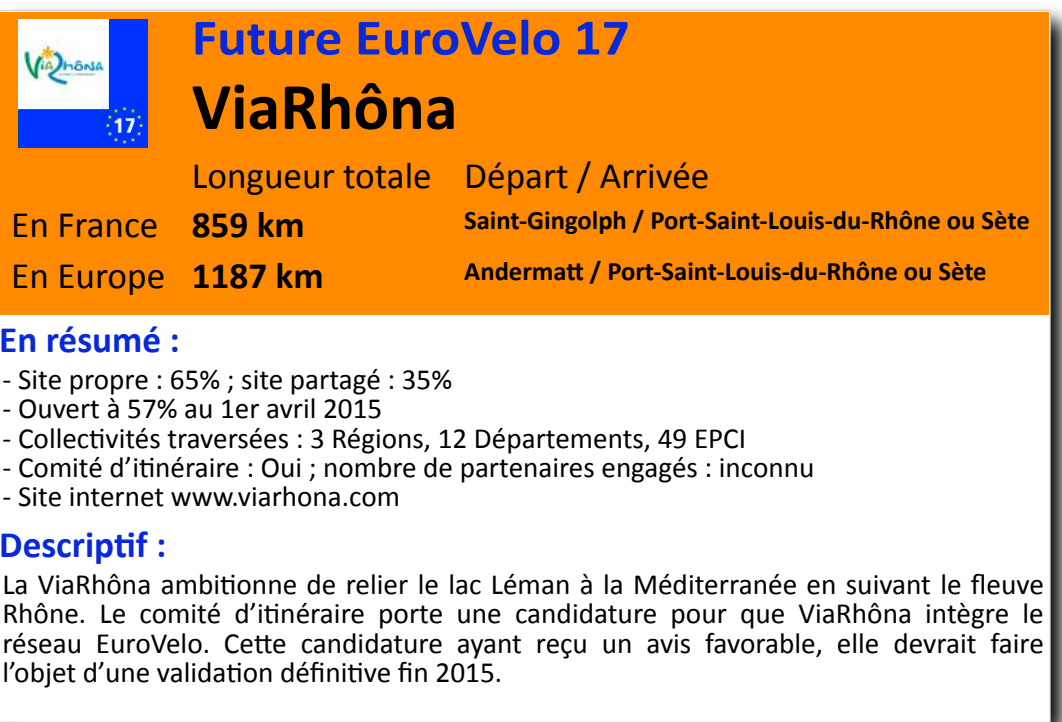 ViaRhôna
17
Future EuroVelo 17
ViaRhôna
Longueur totale Départ / Arrivée
En France 859 km Saint-Gingolph / Port-Saint-Louis-du-Rhône ou Sète
En Europe 1187 km Andermatt / Port-Saint-Louis-du-Rhône ou Sète
En résumé :
- Site propre : 65% ; site partagé : 35%
- Ouvert à 57% au 1er avril 2015
- Collectivités traversées : 3 Régions, 12 Départements, 49 EPCI
- Comité d’itinéraire : Oui ; nombre de partenaires engagés : inconnu
- Site internet www.viarhona.com
Descriptif :
La ViaRhôna ambitionne de relier le lac Léman à la Méditerranée en suivant le fleuve
Rhône. Le comité d’itinéraire porte une candidature pour que ViaRhôna intègre le
réseau EuroVelo. Cette candidature ayant reçu un avis favorable, elle devrait faire
l’objet d’une validation définitive fin 2015.